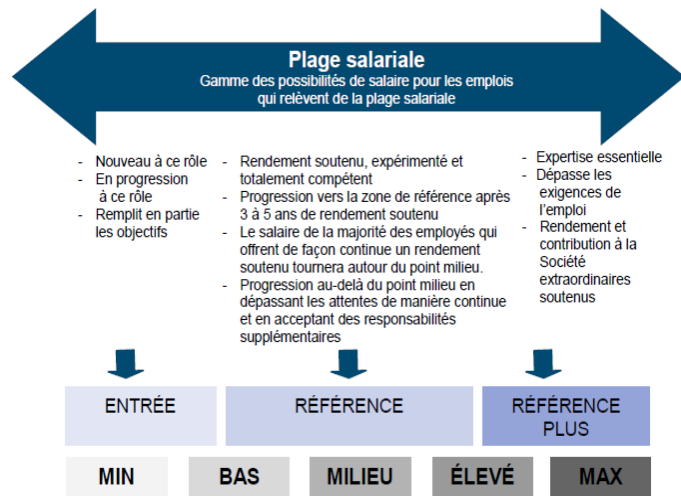 Plage salariale
Gamme des possibilités de salaire pour les emplois
qui relèvent de la plage salariale
- Nouveau à ce rôle
- En progression
à ce rôle
- Remplit en partie
les objectifs
- Rendement soutenu, expérimenté et
totalement compétent
- Progression vers la zone de référence après
3 à 5 ans de rendement soutenu
- Le salaire de la majorité des employés qui
offrent de façon continue un rendement
soutenu tournera autour du point milieu.
- Progression au-delà du point milieu en
dépassant les attentes de manière continue
et en acceptant des responsabilités
supplémentaires
- Expertise essentielle
- Dépasse les
exigences de
l'emploi
- Rendement et
contribution à la
Société
extraordinaires
soutenus
ENTRÉE
RÉFÉRENCE
RÉFÉRENCE
PLUS
MIN
BAS
MILIEU
ÉLEVÉ
MAX